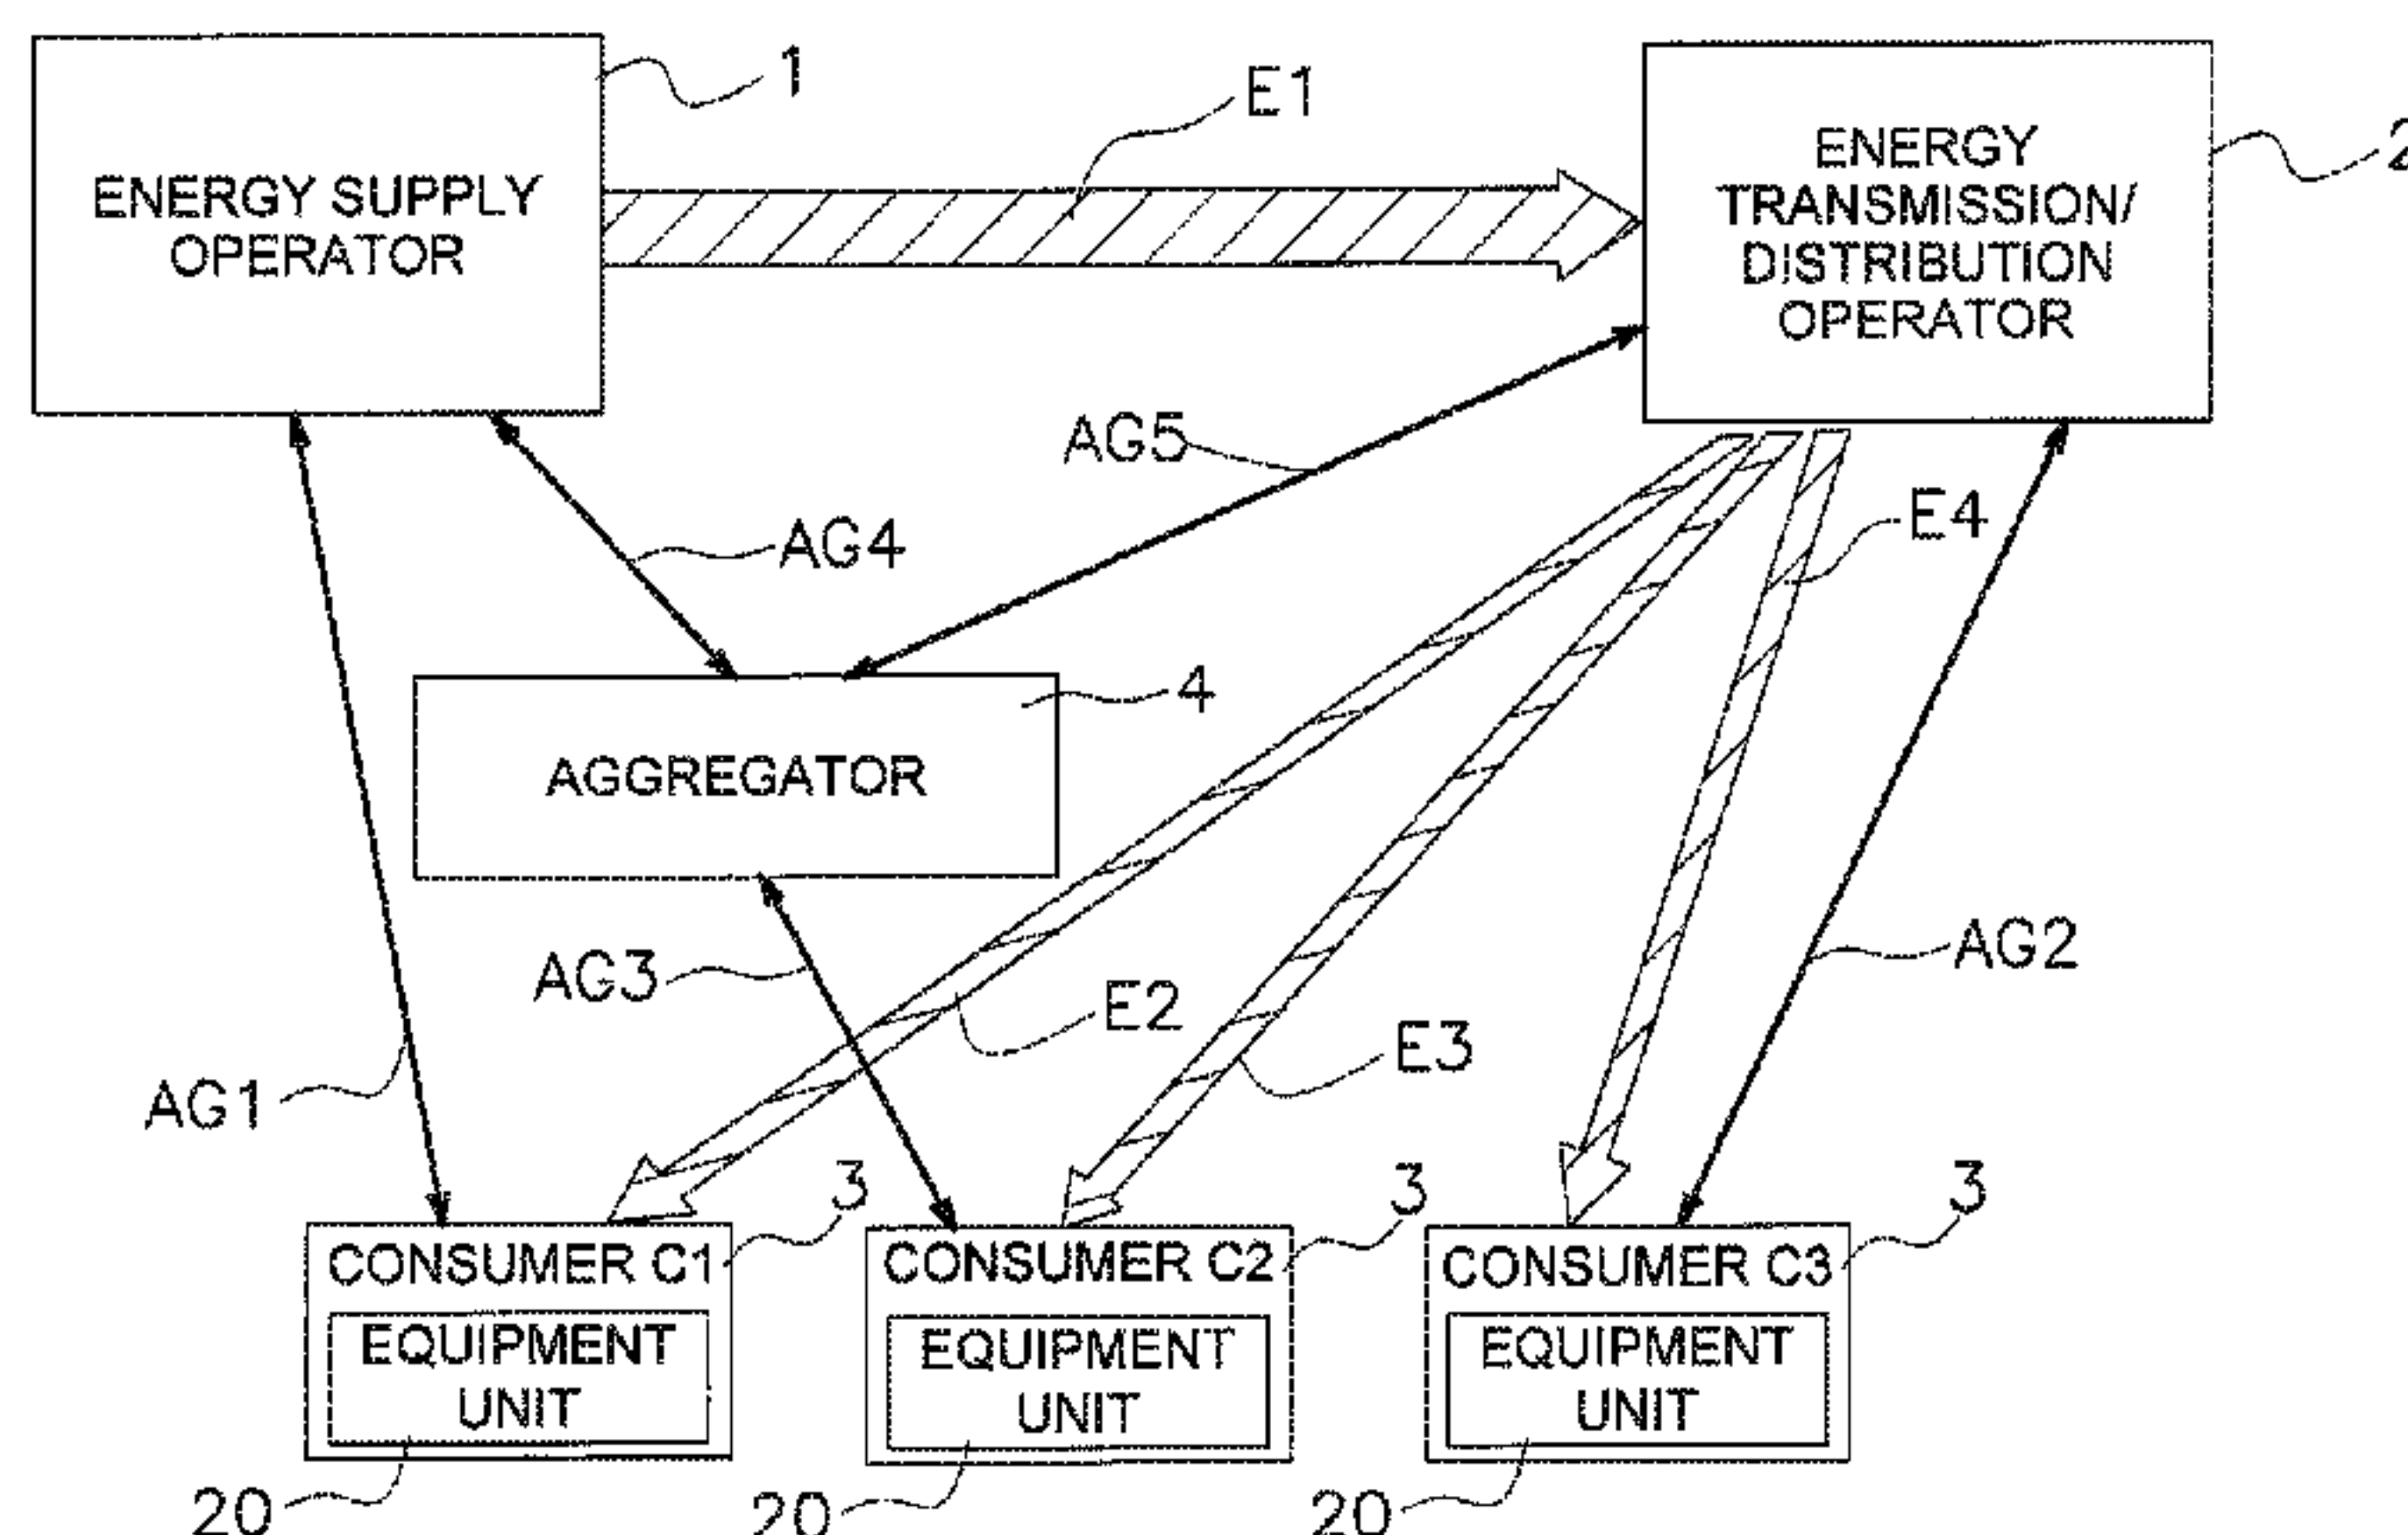 1
E1
2
ENERGY SUPPLY
OPERATOR
ENERGY
TRANSMISSION/
DISTRIBUTION
OPERATOR
AG5
AG4
E4
4
AGGREGATOR
AG3
AG2
E2
E3
AG1
3
3
3
CONSUMER C1
EQUIPMENT
UNIT
CONSUMER C2
EQUIPMENT
UNIT
CONSUMER C3
EQUIPMENT
UNIT
20
20
20